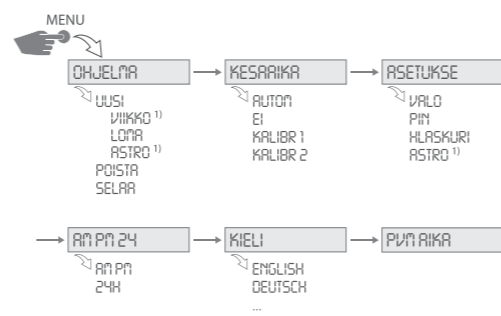 MENU
OHJELMA
UUSI
VIIKKO 1)
LOMA
ASTRO 1)
POISTA
SELAA
KESAAIKA
AUTOM
EI
KALIBR 1
KALIBR 2
ASETUKSE
VALO
PIN
HLASKURI
ASTRO 1)
AM PM 24
AM PM
24H
KIELI
ENGLISH
DEUTSCH
...
PVM AIKA